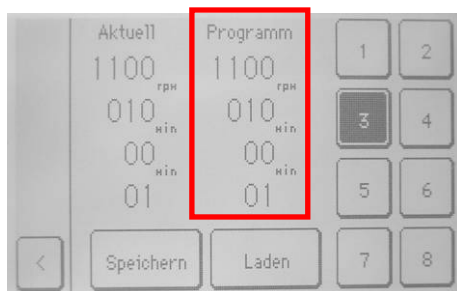 Aktuell Programm 1 2
1100 rpm 1100 rpm
010 min 010 min 3 4
00 min 00 min
01 01 5 6
< Speichern Laden 7 8